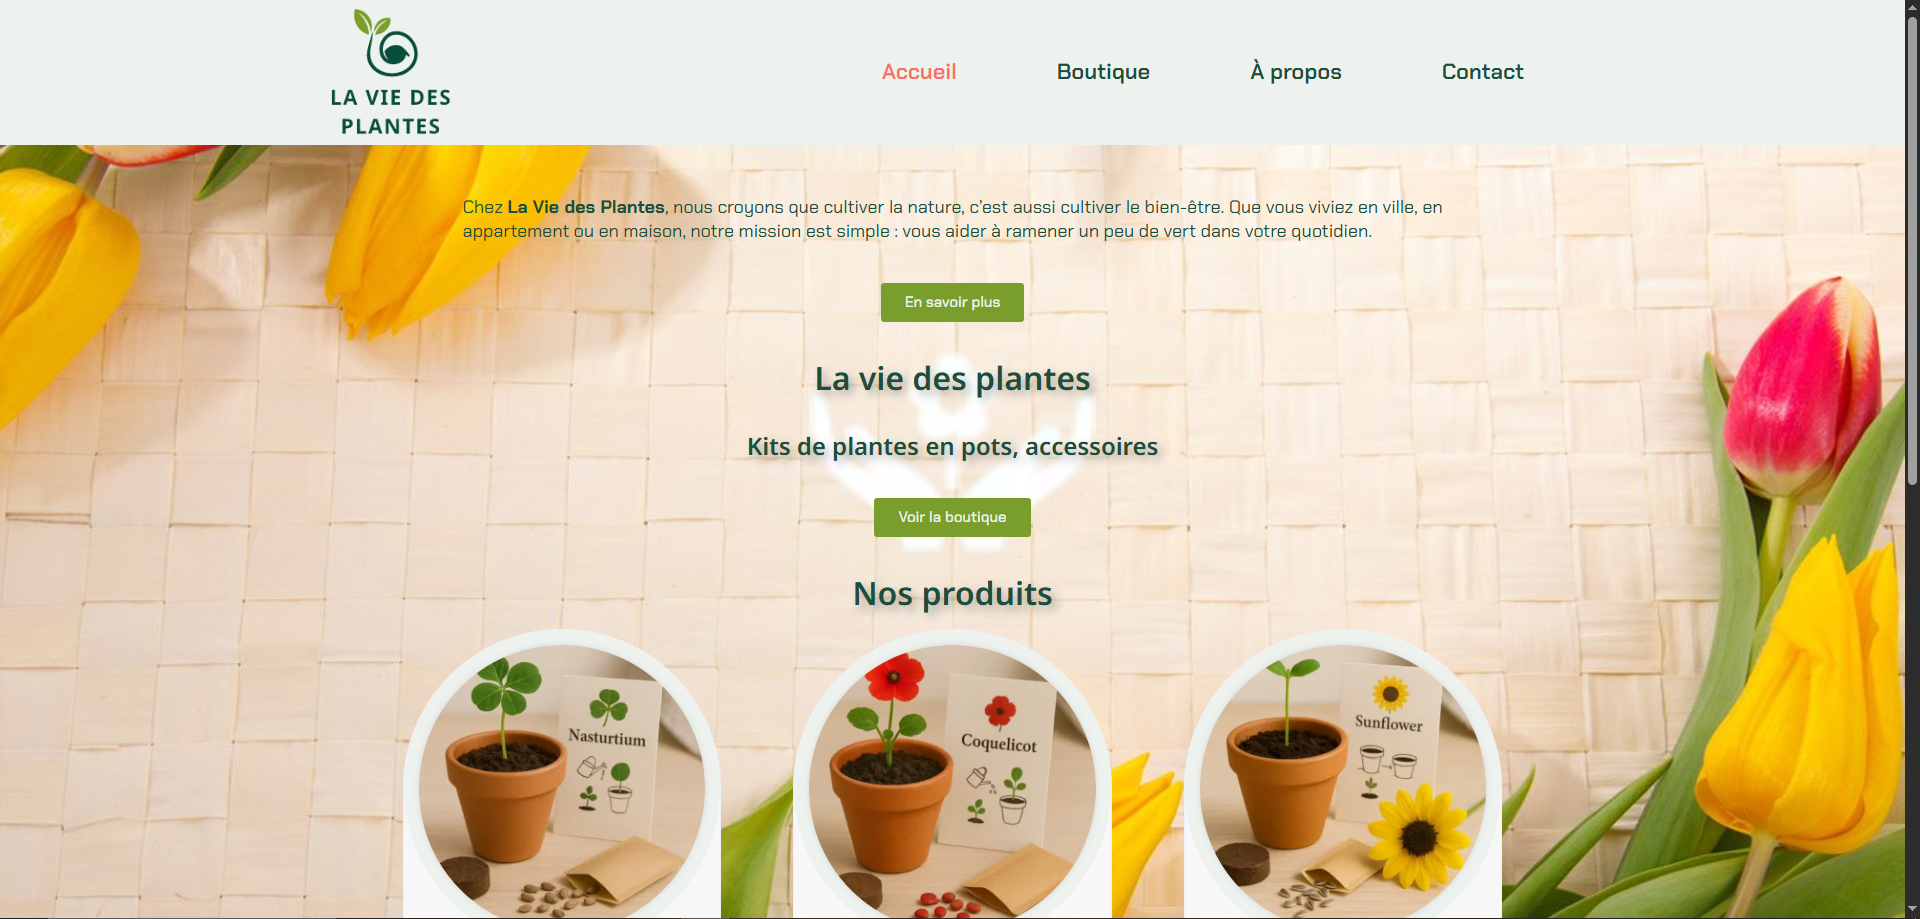 LA VIE DES
PLANTES
Accueil
Boutique
À propos
Contact
Chez La Vie des Plantes, nous croyons que cultiver la nature, c’est aussi cultiver le bien-être. Que vous viviez en ville, en
appartement ou en maison, notre mission est simple : vous aider à ramener un peu de vert dans votre quotidien.
En savoir plus
La vie des plantes
Kits de plantes en pots, accessoires
Voir la boutique
Nos produits
Nasturtium
Coquelicot
Sunflower